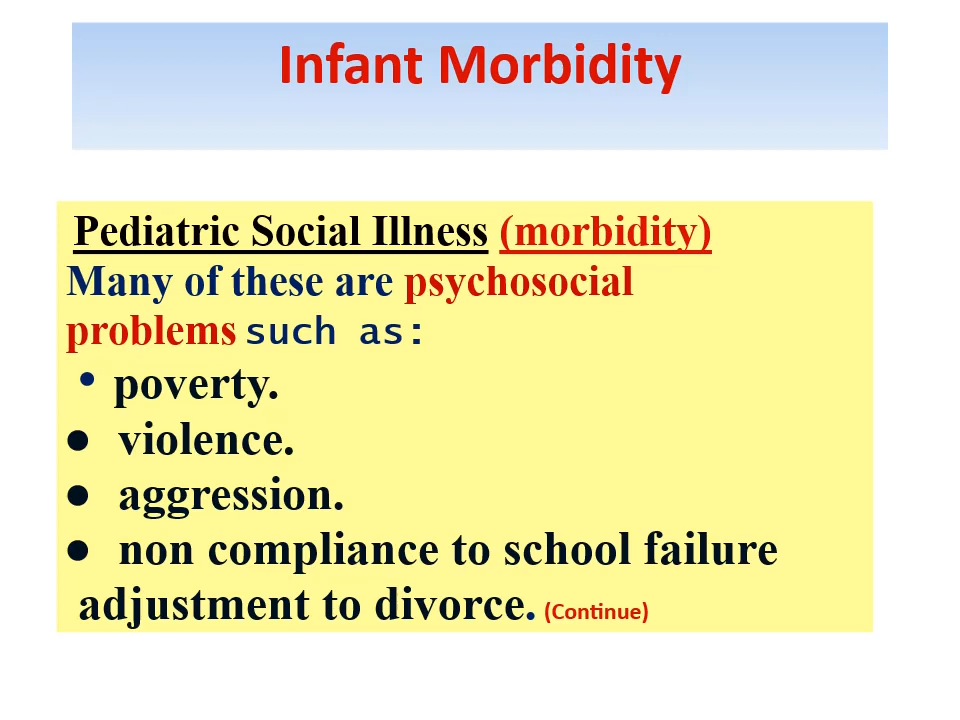 Infant Morbidity
Pediatric Social Illness (morbidity)
Many of these are psychosocial
problems such as:
• poverty.
● violence.
● aggression.
● non compliance to school failure
adjustment to divorce. (Continue)